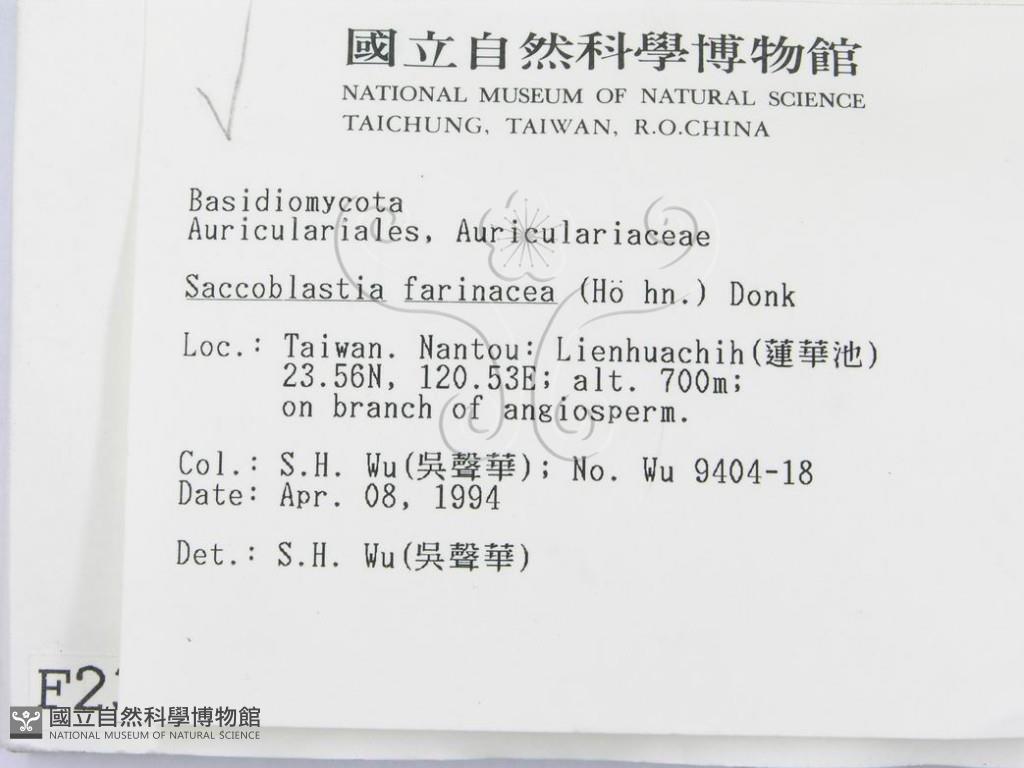 國立自然科學博物館
NATIONAL MUSEUM OF NATURAL SCIENCE
TAICHUNG, TAIWAN, R.O.CHINA
Basidiomycota
Auriculariales, Auriculariaceae
Saccoblastia farinacea (Hö hn.) Donk
Loc.: Taiwan. Nantou: Lienhuachih(蓮華池)
23.56N, 120.53E; alt. 700m;
on branch of angiosperm.
Col.: S.H. Wu(吳聲華); No. Wu 9404-18
Date: Apr. 08, 1994
Det.: S.H. Wu(吳聲華)
國立自然科學博物館
NATIONAL MUSEUM OF NATURAL SCIENCE